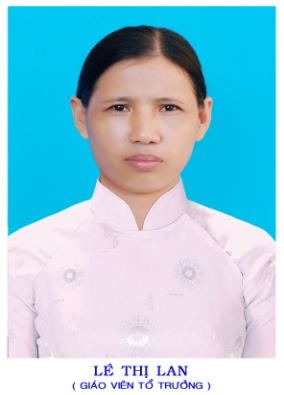 LÊ THỊ LAN
( GIÁO VIÊN TỔ TRƯỞNG )